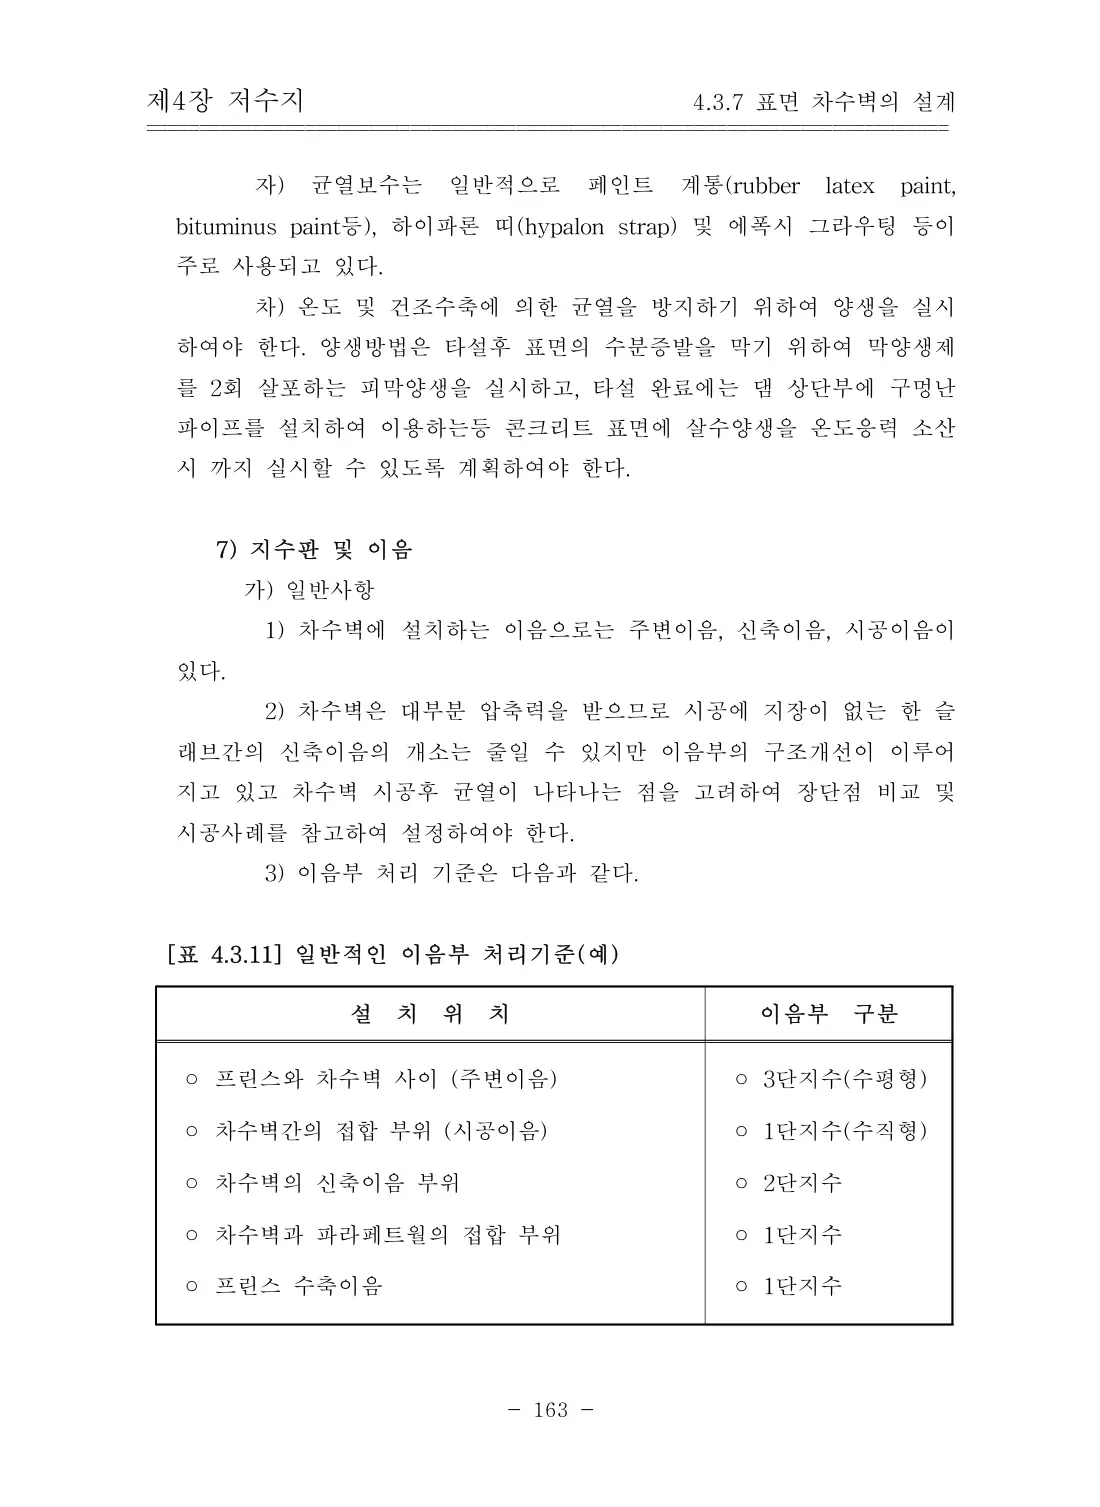 제4장 저수지 4.3.7 표면 차수벽의 설계
자) 균열보수는 일반적으로 페인트 계통(rubber latex paint,
bituminus paint등), 하이파론 띠(hypalon strap) 및 에폭시 그라우팅 등이
주로 사용되고 있다.
차) 온도 및 건조수축에 의한 균열을 방지하기 위하여 양생을 실시
하여야 한다. 양생방법은 타설후 표면의 수분증발을 막기 위하여 막양생제
를 2회 살포하는 피막양생을 실시하고, 타설 완료에는 댐 상단부에 구멍난
파이프를 설치하여 이용하는등 콘크리트 표면에 살수양생을 온도응력 소산
시 까지 실시할 수 있도록 계획하여야 한다.
7) 지수판 및 이음
가) 일반사항
1) 차수벽에 설치하는 이음으로는 주변이음, 신축이음, 시공이음이
있다.
2) 차수벽은 대부분 압축력을 받으므로 시공에 지장이 없는 한 슬
래브간의 신축이음의 개소는 줄일 수 있지만 이음부의 구조개선이 이루어
지고 있고 차수벽 시공후 균열이 나타나는 점을 고려하여 장단점 비교 및
시공사례를 참고하여 설정하여야 한다.
3) 이음부 처리 기준은 다음과 같다.
[표 4.3.11] 일반적인 이음부 처리기준(예)
설 치 위 치 이음부 구분
○ 프린스와 차수벽 사이 (주변이음) ○ 3단지수(수평형)
○ 차수벽간의 접합 부위 (시공이음) ○ 1단지수(수직형)
○ 차수벽의 신축이음 부위 ○ 2단지수
○ 차수벽과 파라페트월의 접합 부위 ○ 1단지수
○ 프린스 수축이음 ○ 1단지수
- 163 -